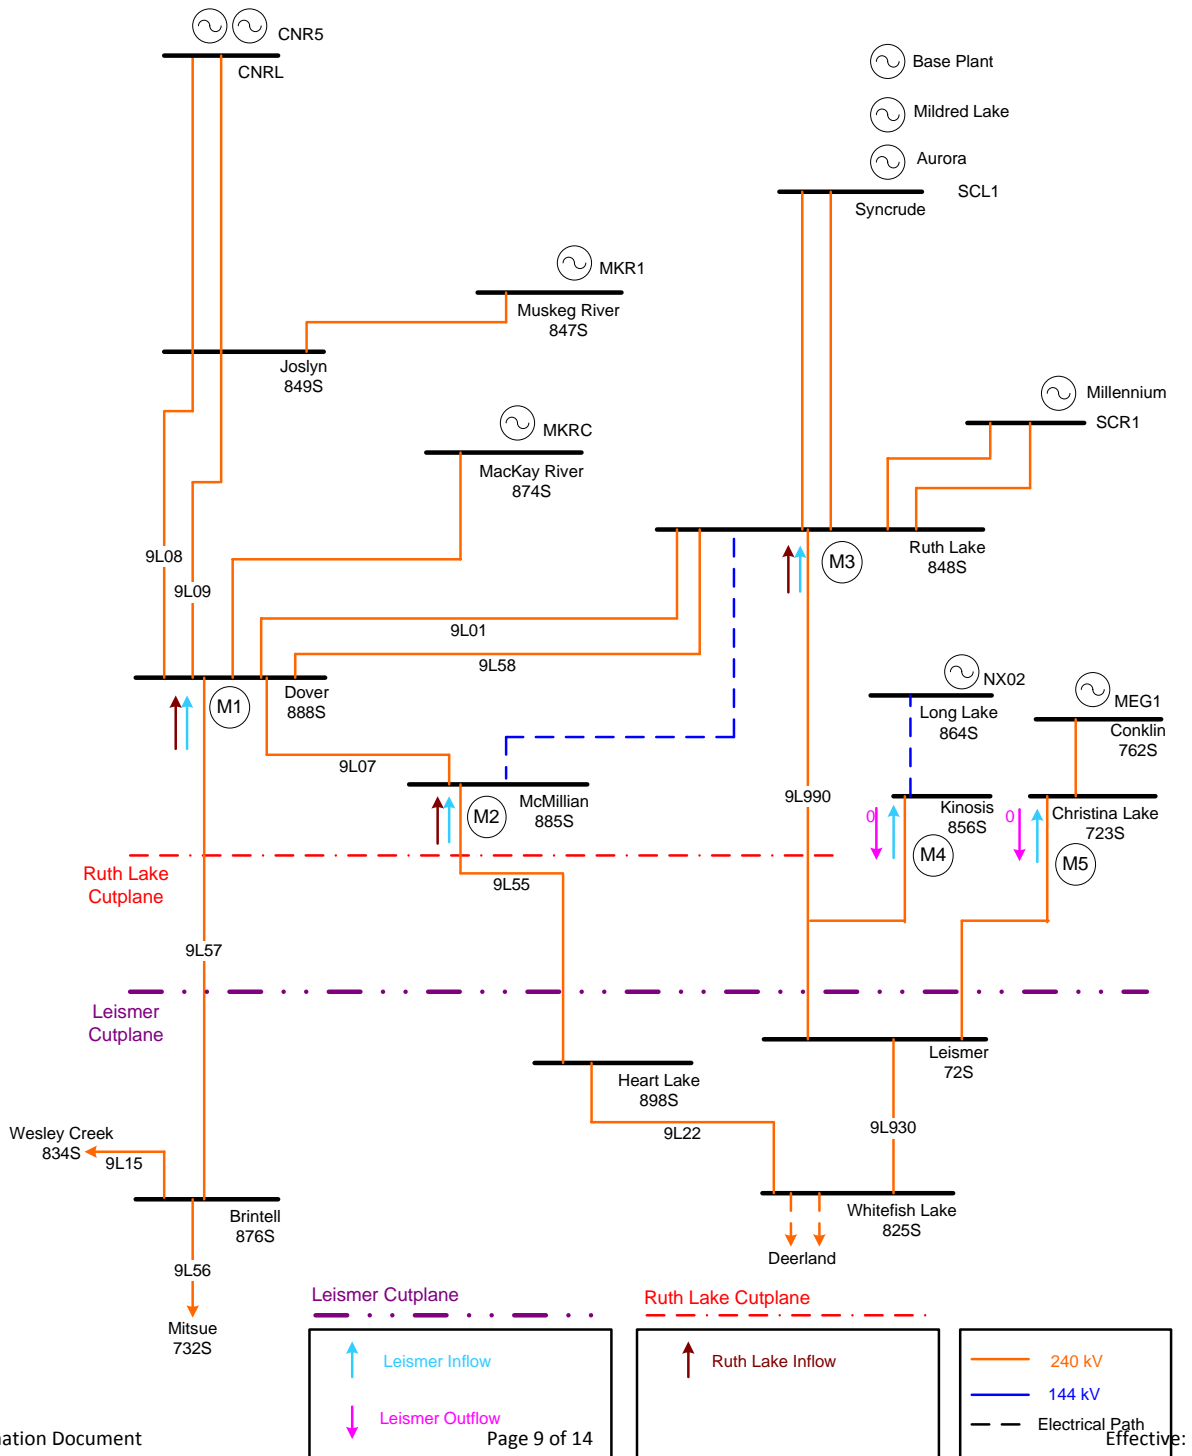 CNR5
CNRL
Base Plant
Mildred Lake
Aurora
SCL1
Syncrude
MKR1
Muskeg River
847S
Joslyn
849S
Millennium
SCR1
MKRC
MacKay River
874S
Ruth Lake
848S
M3
9L08
9L09
9L01
9L58
Dover
888S
M1
NX02
Long Lake
864S
MEG1
Conklin
762S
9L07
9L990
McMillian
885S
M2
Kinosis
856S
0
M4
Christina Lake
723S
0
M5
Ruth Lake
Cutplane
9L55
9L57
Leismer
Cutplane
Leismer
72S
Heart Lake
898S
9L22
9L930
Wesley Creek
834S
9L15
Brintell
876S
Whitefish Lake
825S
Deerland
9L56
Mitsue
732S
Leismer Cutplane
Ruth Lake Cutplane
Leismer Inflow
Leismer Outflow
Ruth Lake Inflow
240 kV
144 kV
Electrical Path
ation Document
Page 9 of 14
Effective: